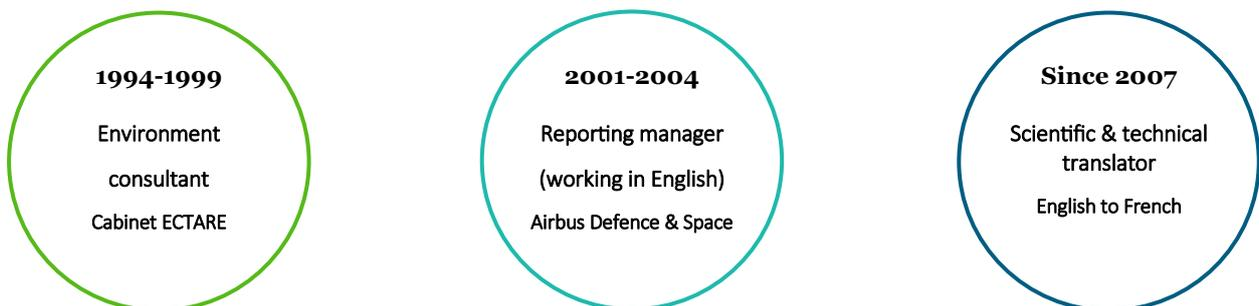 1994-1999
Environment
consultant
Cabinet ECTARE
2001-2004
Reporting manager
(working in English)
Airbus Defence & Space
Since 2007
Scientific & technical
translator
English to French